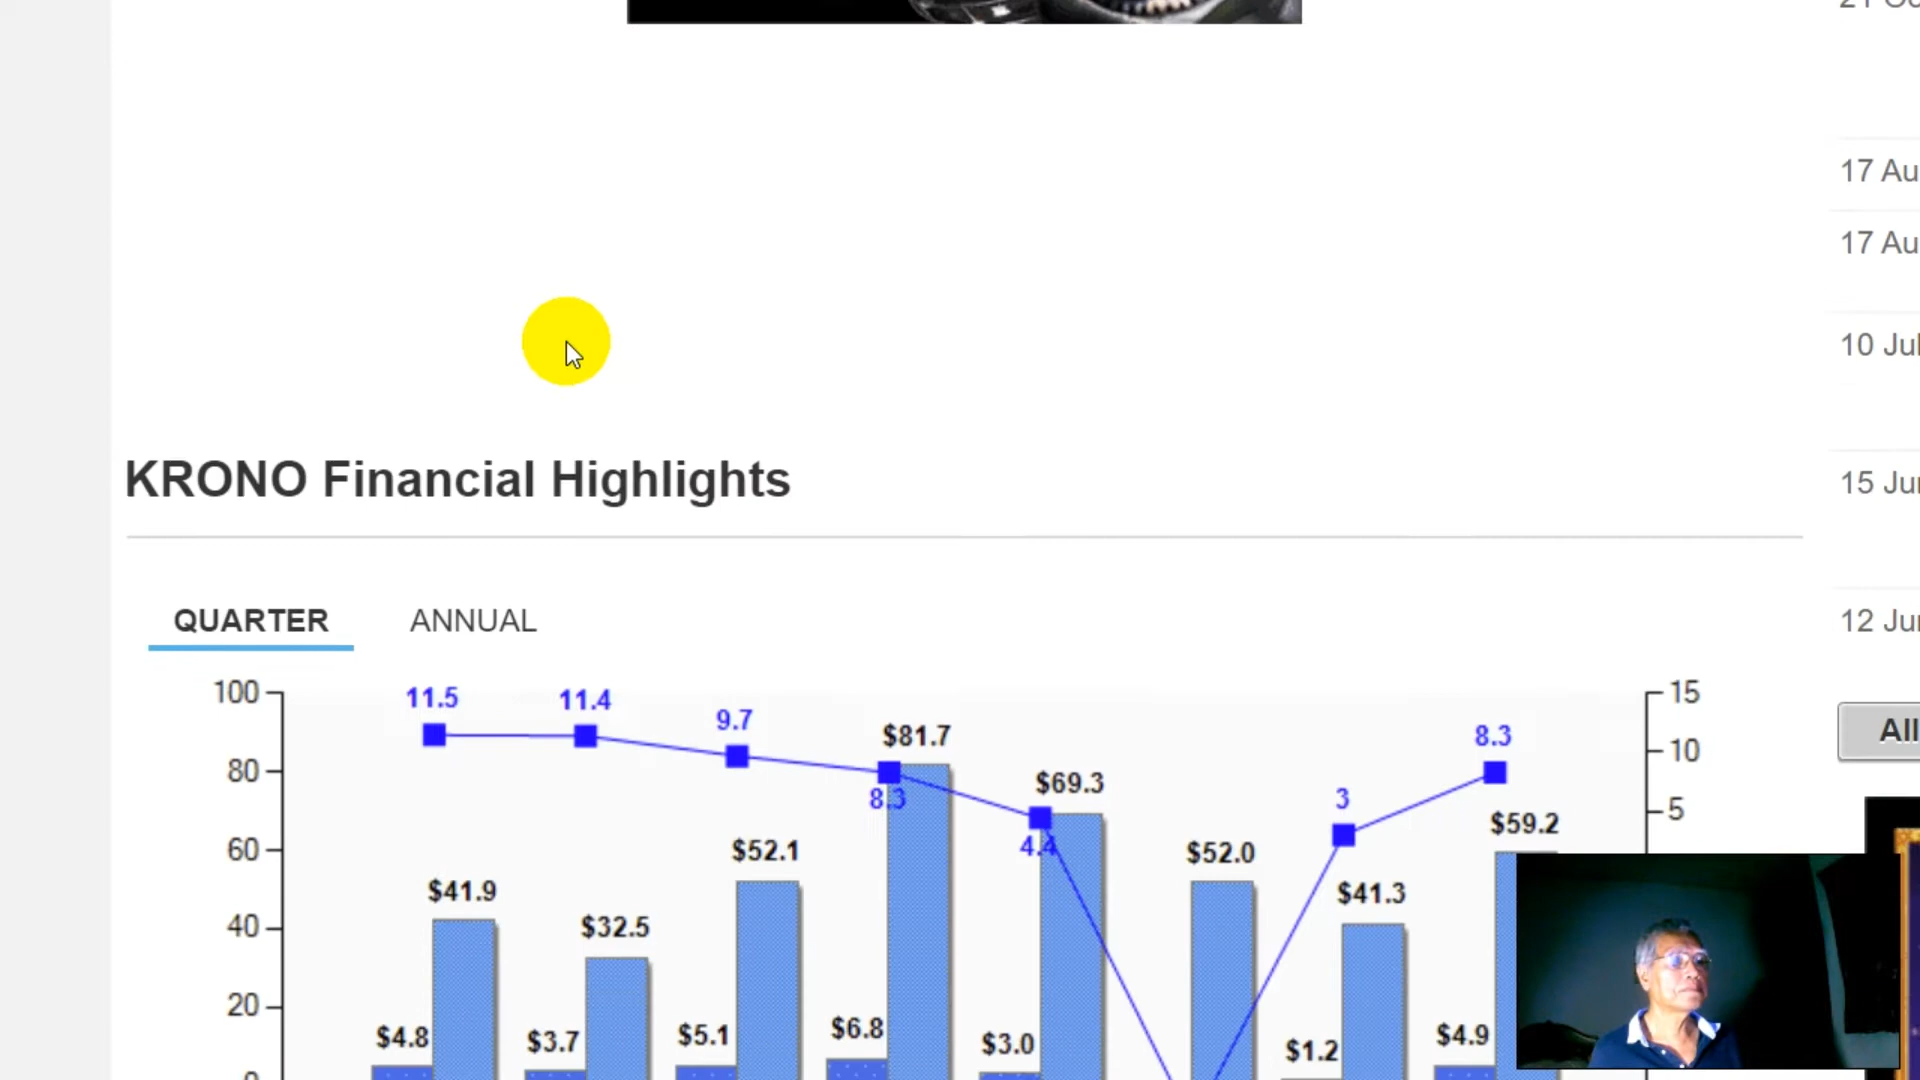 17 Au
17 Au
10 Jul
KRONO Financial Highlights
15 Jun
QUARTER ANNUAL
12 Jun
100 11.5 11.4 9.7 8.3 15
$81.7
All
80 10
8.3 $69.3 3 5
60 $52.1 4.4 $52.0 $59.2
$41.9 $41.3
40 $32.5
20
$4.8 $3.7 $5.1 $6.8 $3.0 $1.2 $4.9